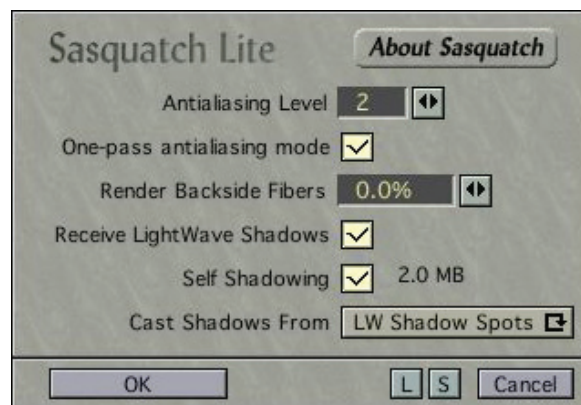 Sasquatch Lite About Sasquatch
Antialiasing Level 2
One-pass antialiasing mode
Render Backside Fibers 0.0%
Receive LightWave Shadows
Self Shadowing 2.0 MB
Cast Shadows From LW Shadow Spots
OK L S Cancel